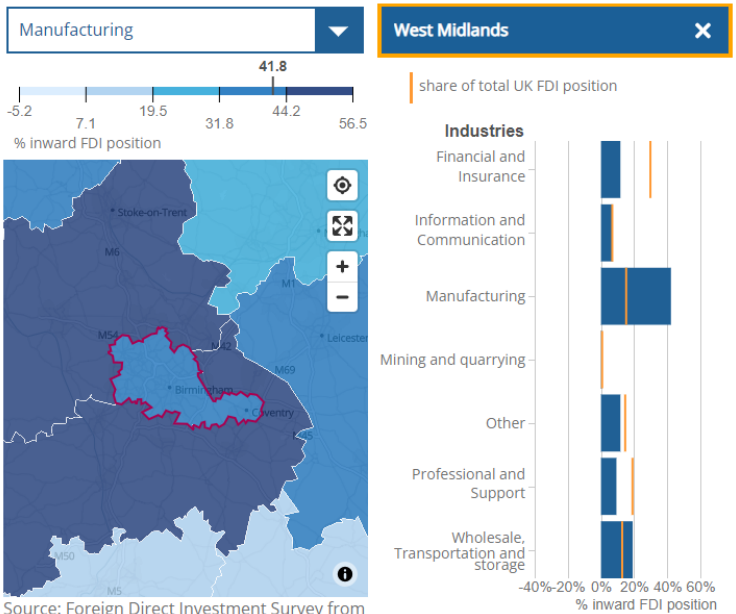 Manufacturing
41.8
-5.2
19.5
44.2
7.1
31.8
56.5
% inward FDI position
Stoke-on-Trent
M6
M1
M54
M42
Leicester
M69
Birmingham
Coventry
M50
M5
Source: Foreign Direct Investment Survey from
West Midlands
share of total UK FDI position
Industries
Financial and
Insurance
Information and
Communication
Manufacturing
Mining and quarrying
Other
Professional and
Support
Wholesale,
Transportation and
storage
-40%
-20%
0%
20%
40%
60%
% inward FDI position